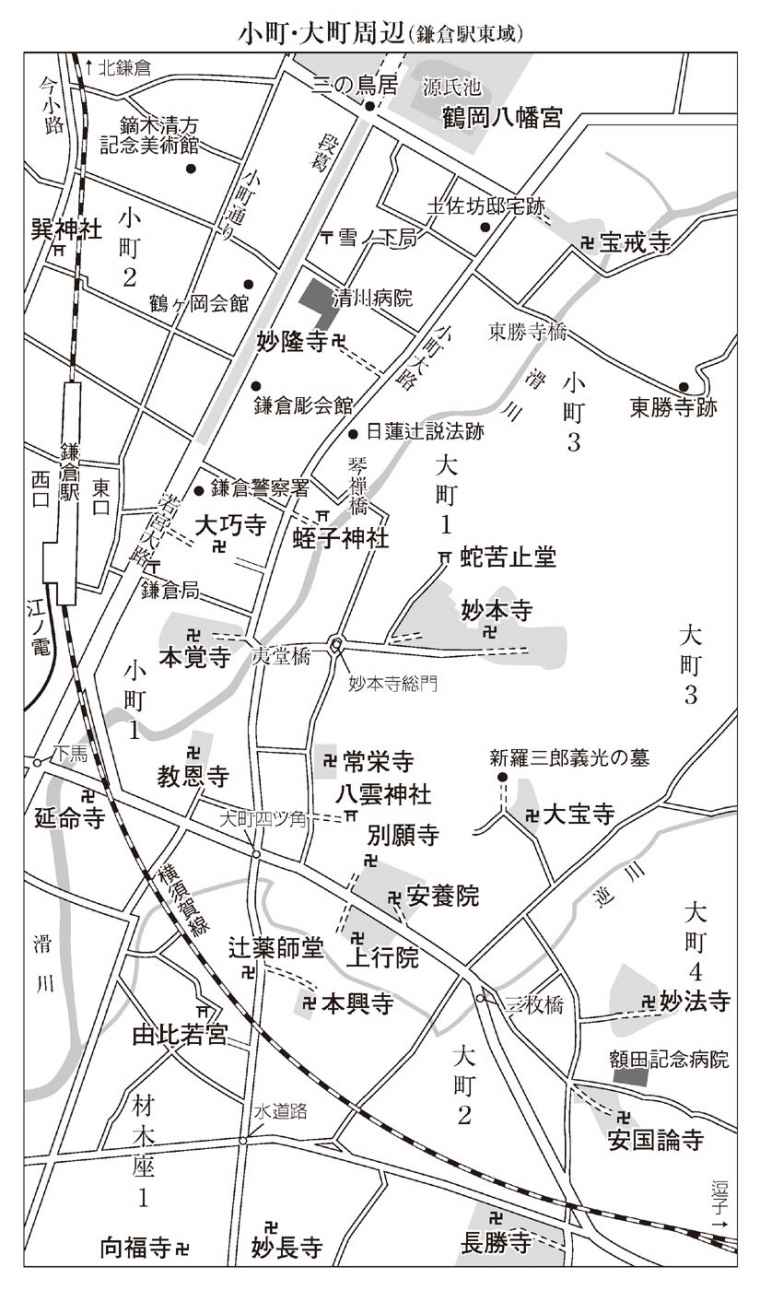 小町・大町周辺(鎌倉駅東域)
↑北鎌倉
今小路
三の鳥居
源氏池
鶴岡八幡宮
鏑木清方
記念美術館
段葛
小町通り
土佐坊邸宅跡
巽神社
小町2
〒雪ノ下局
宝戒寺
鶴ヶ岡会館
清川病院
東勝寺橋
妙隆寺
小町大路
滑川
小町3
鎌倉彫会館
東勝寺跡
日蓮辻説法跡
鎌倉駅
西口
東口
琴禅橋
大町1
鎌倉警察署
若宮大路
大巧寺
蛭子神社
蛇苦止堂
〒
鎌倉局
妙本寺
江ノ電
本覚寺
夷堂橋
大町3
小町1
妙本寺総門
下馬
教恩寺
常栄寺
新羅三郎義光の墓
八雲神社
延命寺
大町四ツ角
大宝寺
別願寺
横須賀線
安養院
逆川
大町4
滑川
辻薬師堂
上行院
本興寺
三枚橋
妙法寺
由比若宮
大町2
額田記念病院
材木座1
水道路
安国論寺
逗子→
向福寺
妙長寺
長勝寺